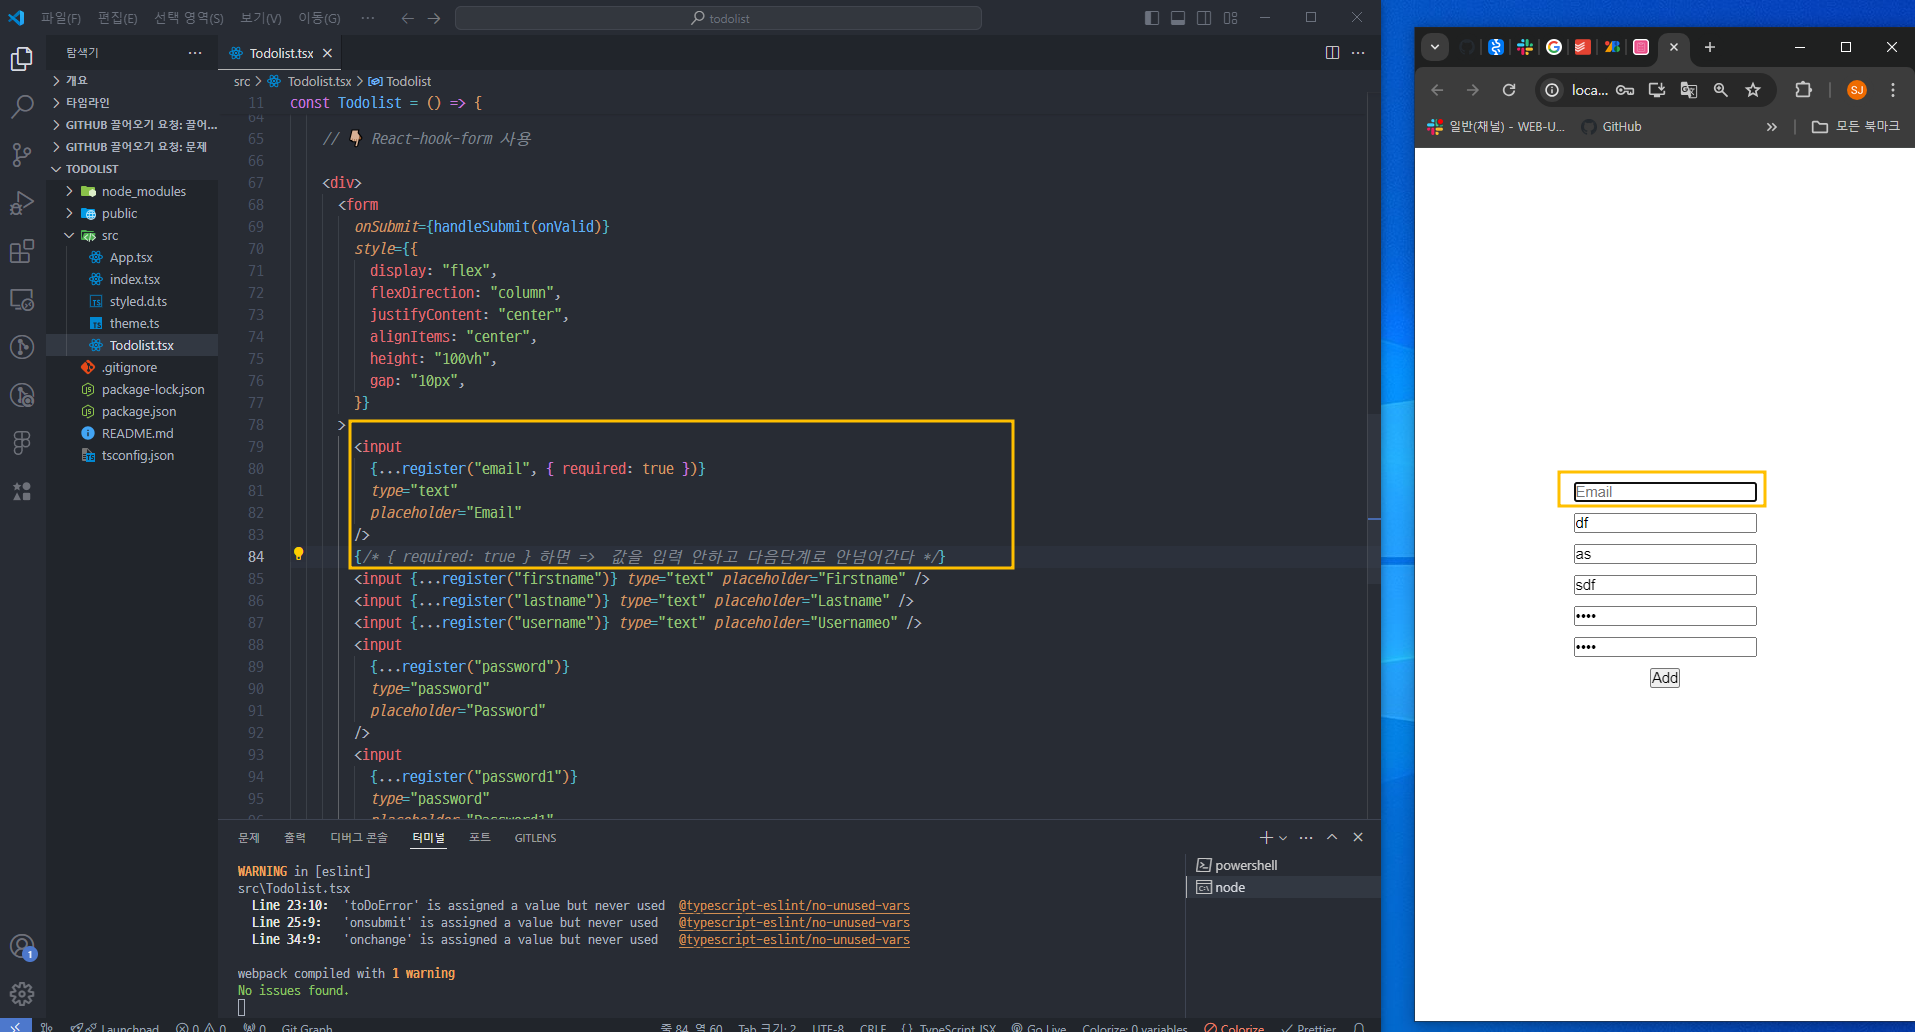 파일(F) 편집(E) 선택 영역(S) 보기(V) 이동(G) ··· todolist
탐색기 ···
개요
타임라인
GITHUB 끌어오기 요청: 끌어...
GITHUB 끌어오기 요청: 문제
TODOLIST
node_modules
public
src
App.tsx
index.tsx
styled.d.ts
theme.ts
Todolist.tsx
.gitignore
package-lock.json
package.json
README.md
tsconfig.json
1
Todolist.tsx
src > Todolist.tsx > Todolist
11 const Todolist = () => {
64
65 // 👇 React-hook-form 사용
66
67 <div>
68 <form
69 onSubmit={handleSubmit(onValid)}
70 style={{
71 display: "flex",
72 flexDirection: "column",
73 justifyContent: "center",
74 alignItems: "center",
75 height: "100vh",
76 gap: "10px",
77 }}
78 >
79 <input
80 {...register("email", { required: true })}
81 type="text"
82 placeholder="Email"
83 />
84 {/* { required: true } 하면 => 값을 입력 안하고 다음단계로 안넘어간다 */}
85 <input {...register("firstname")} type="text" placeholder="Firstname" />
86 <input {...register("lastname")} type="text" placeholder="Lastname" />
87 <input {...register("username")} type="text" placeholder="Usernameo" />
88 <input
89 {...register("password")}
90 type="password"
91 placeholder="Password"
92 />
93 <input
94 {...register("password1")}
95 type="password"
96 placeholder="Password1"
문제 출력 디버그 콘솔 터미널 포트 GITLENS
WARNING in [eslint]
src\Todolist.tsx
Line 23:10: 'toDoError' is assigned a value but never used @typescript-eslint/no-unused-vars
Line 25:9: 'onsubmit' is assigned a value but never used @typescript-eslint/no-unused-vars
Line 34:9: 'onchange' is assigned a value but never used @typescript-eslint/no-unused-vars
webpack compiled with 1 warning
No issues found.
powershell
node
Launchpad 0 0 0 Git Graph 줄 84, 열 60 Tab 크기: 2 UTF-8 CRLF {} TypeScript JSX Go Live Colorize: 0 variables Colorize Prettier
loca... SJ
일반(채널) - WEB-U... GitHub » 모든 북마크
Email
df
as
sdf
••••
••••
Add